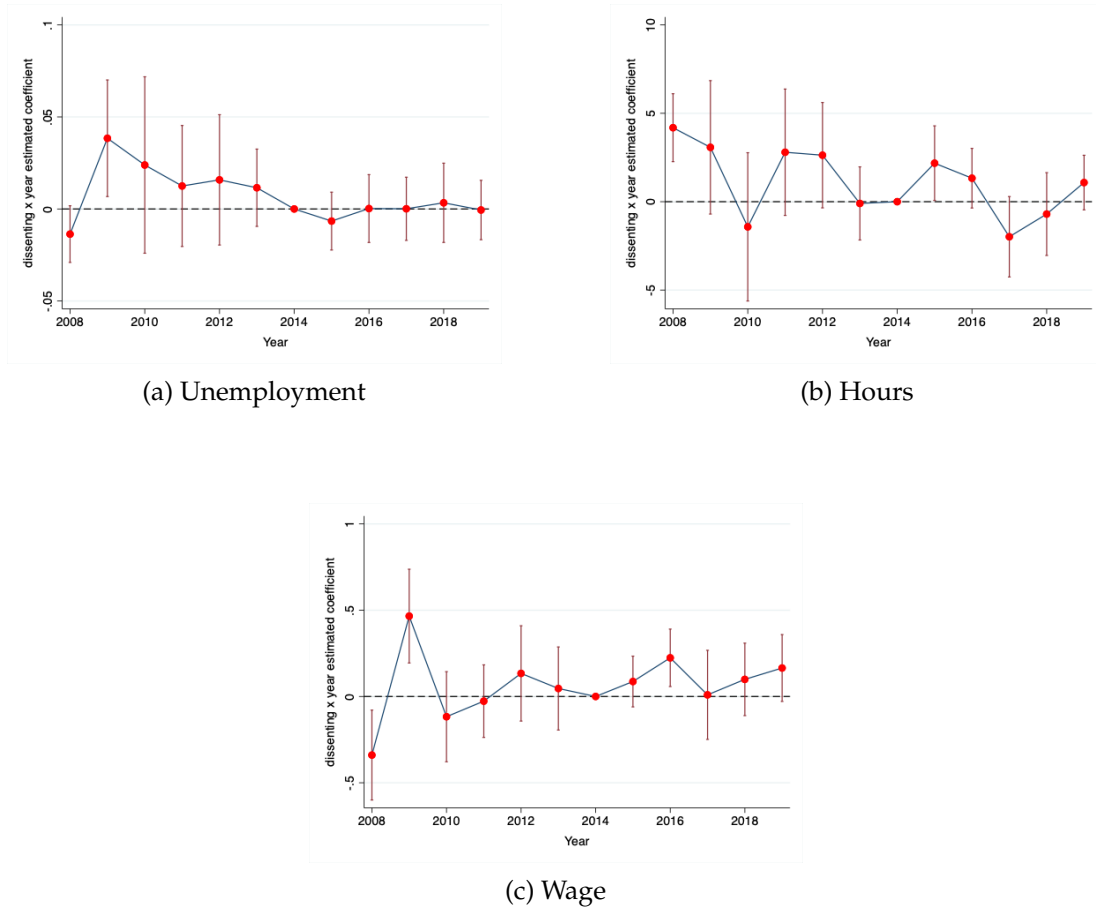 dissenting x year estimated coefficient
.1
.05
0
-.05
2008 2010 2012 2014 2016 2018
Year
(a) Unemployment
dissenting x year estimated coefficient
10
5
0
-5
2008 2010 2012 2014 2016 2018
Year
(b) Hours
dissenting x year estimated coefficient
1
.5
0
-.5
2008 2010 2012 2014 2016 2018
Year
(c) Wage